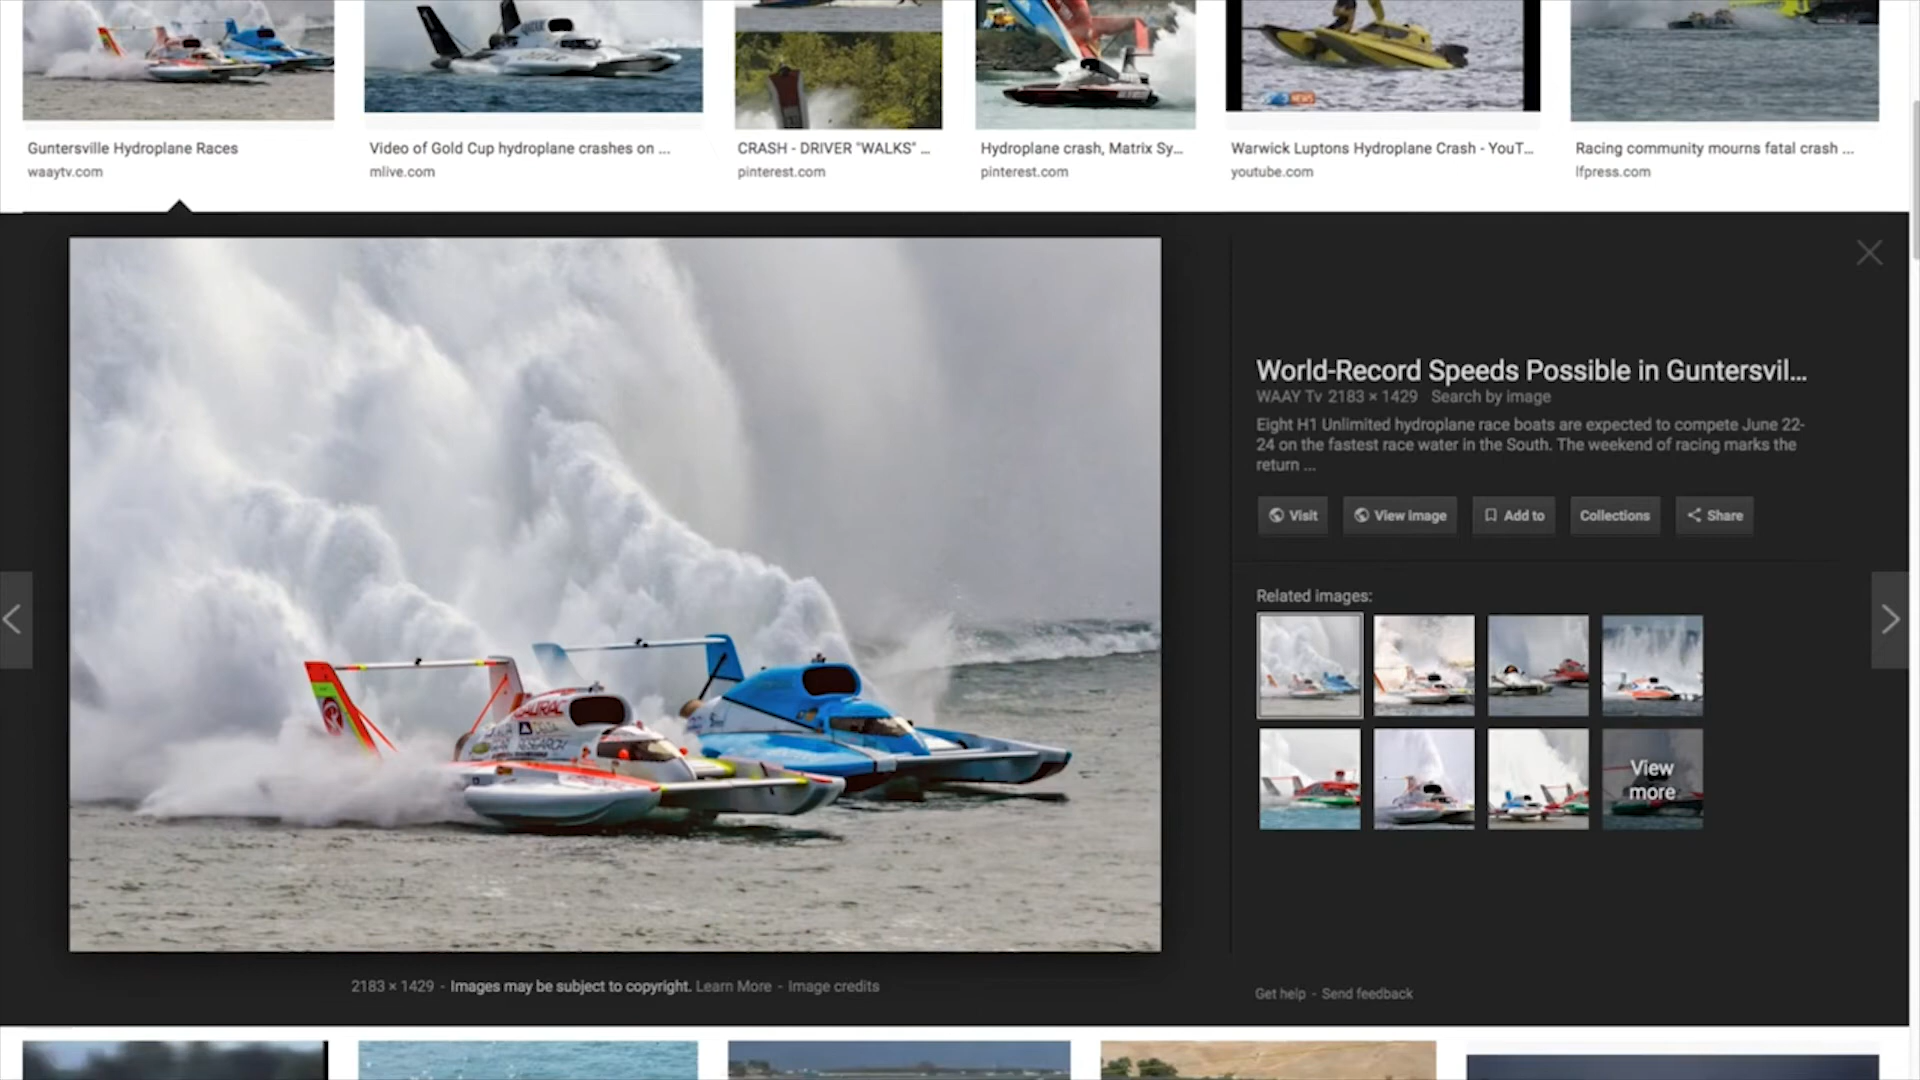 Guntersville Hydroplane Races
waaytv.com
Video of Gold Cup hydroplane crashes on ...
mlive.com
CRASH - DRIVER "WALKS" ...
pinterest.com
Hydroplane crash, Matrix Sy...
pinterest.com
Warwick Luptons Hydroplane Crash - YouT...
youtube.com
Racing community mourns fatal crash ...
lfpress.com
NEWS
World-Record Speeds Possible in Guntersvil...
WAAY Tv 2183 × 1429 Search by image
Eight H1 Unlimited hydroplane race boats are expected to compete June 22-
24 on the fastest race water in the South. The weekend of racing marks the
return ...
Visit View image Add to Collections Share
Related images:
View
more
RESEARCH
2183 × 1429 - Images may be subject to copyright. Learn More - Image credits
Get help - Send feedback